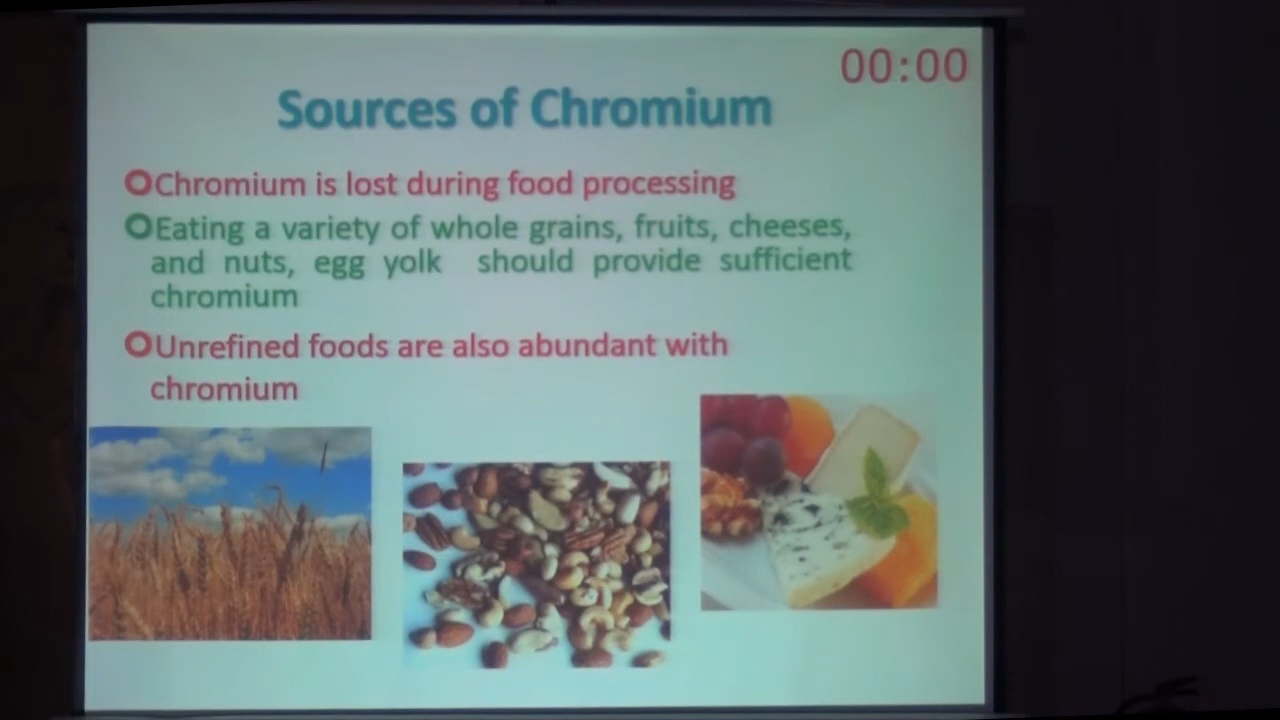 00:00
Sources of Chromium
Chromium is lost during food processing
Eating a variety of whole grains, fruits, cheeses,
and nuts, egg yolk should provide sufficient
chromium
Unrefined foods are also abundant with
chromium